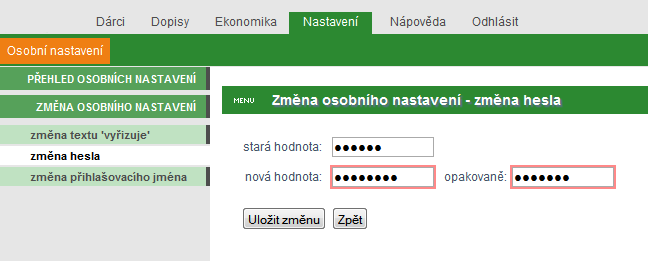 Dárci Dopisy Ekonomika Nastavení Nápověda Odhlásit
Osobní nastavení
PŘEHLED OSOBNÍCH NASTAVENÍ
ZMĚNA OSOBNÍHO NASTAVENÍ
změna textu 'vyřizuje'
změna hesla
změna přihlašovacího jména
MENU Změna osobního nastavení - změna hesla
stará hodnota: ●●●●●●
nová hodnota: ●●●●●●●● opakovaně: ●●●●●●●
Uložit změnu Zpět